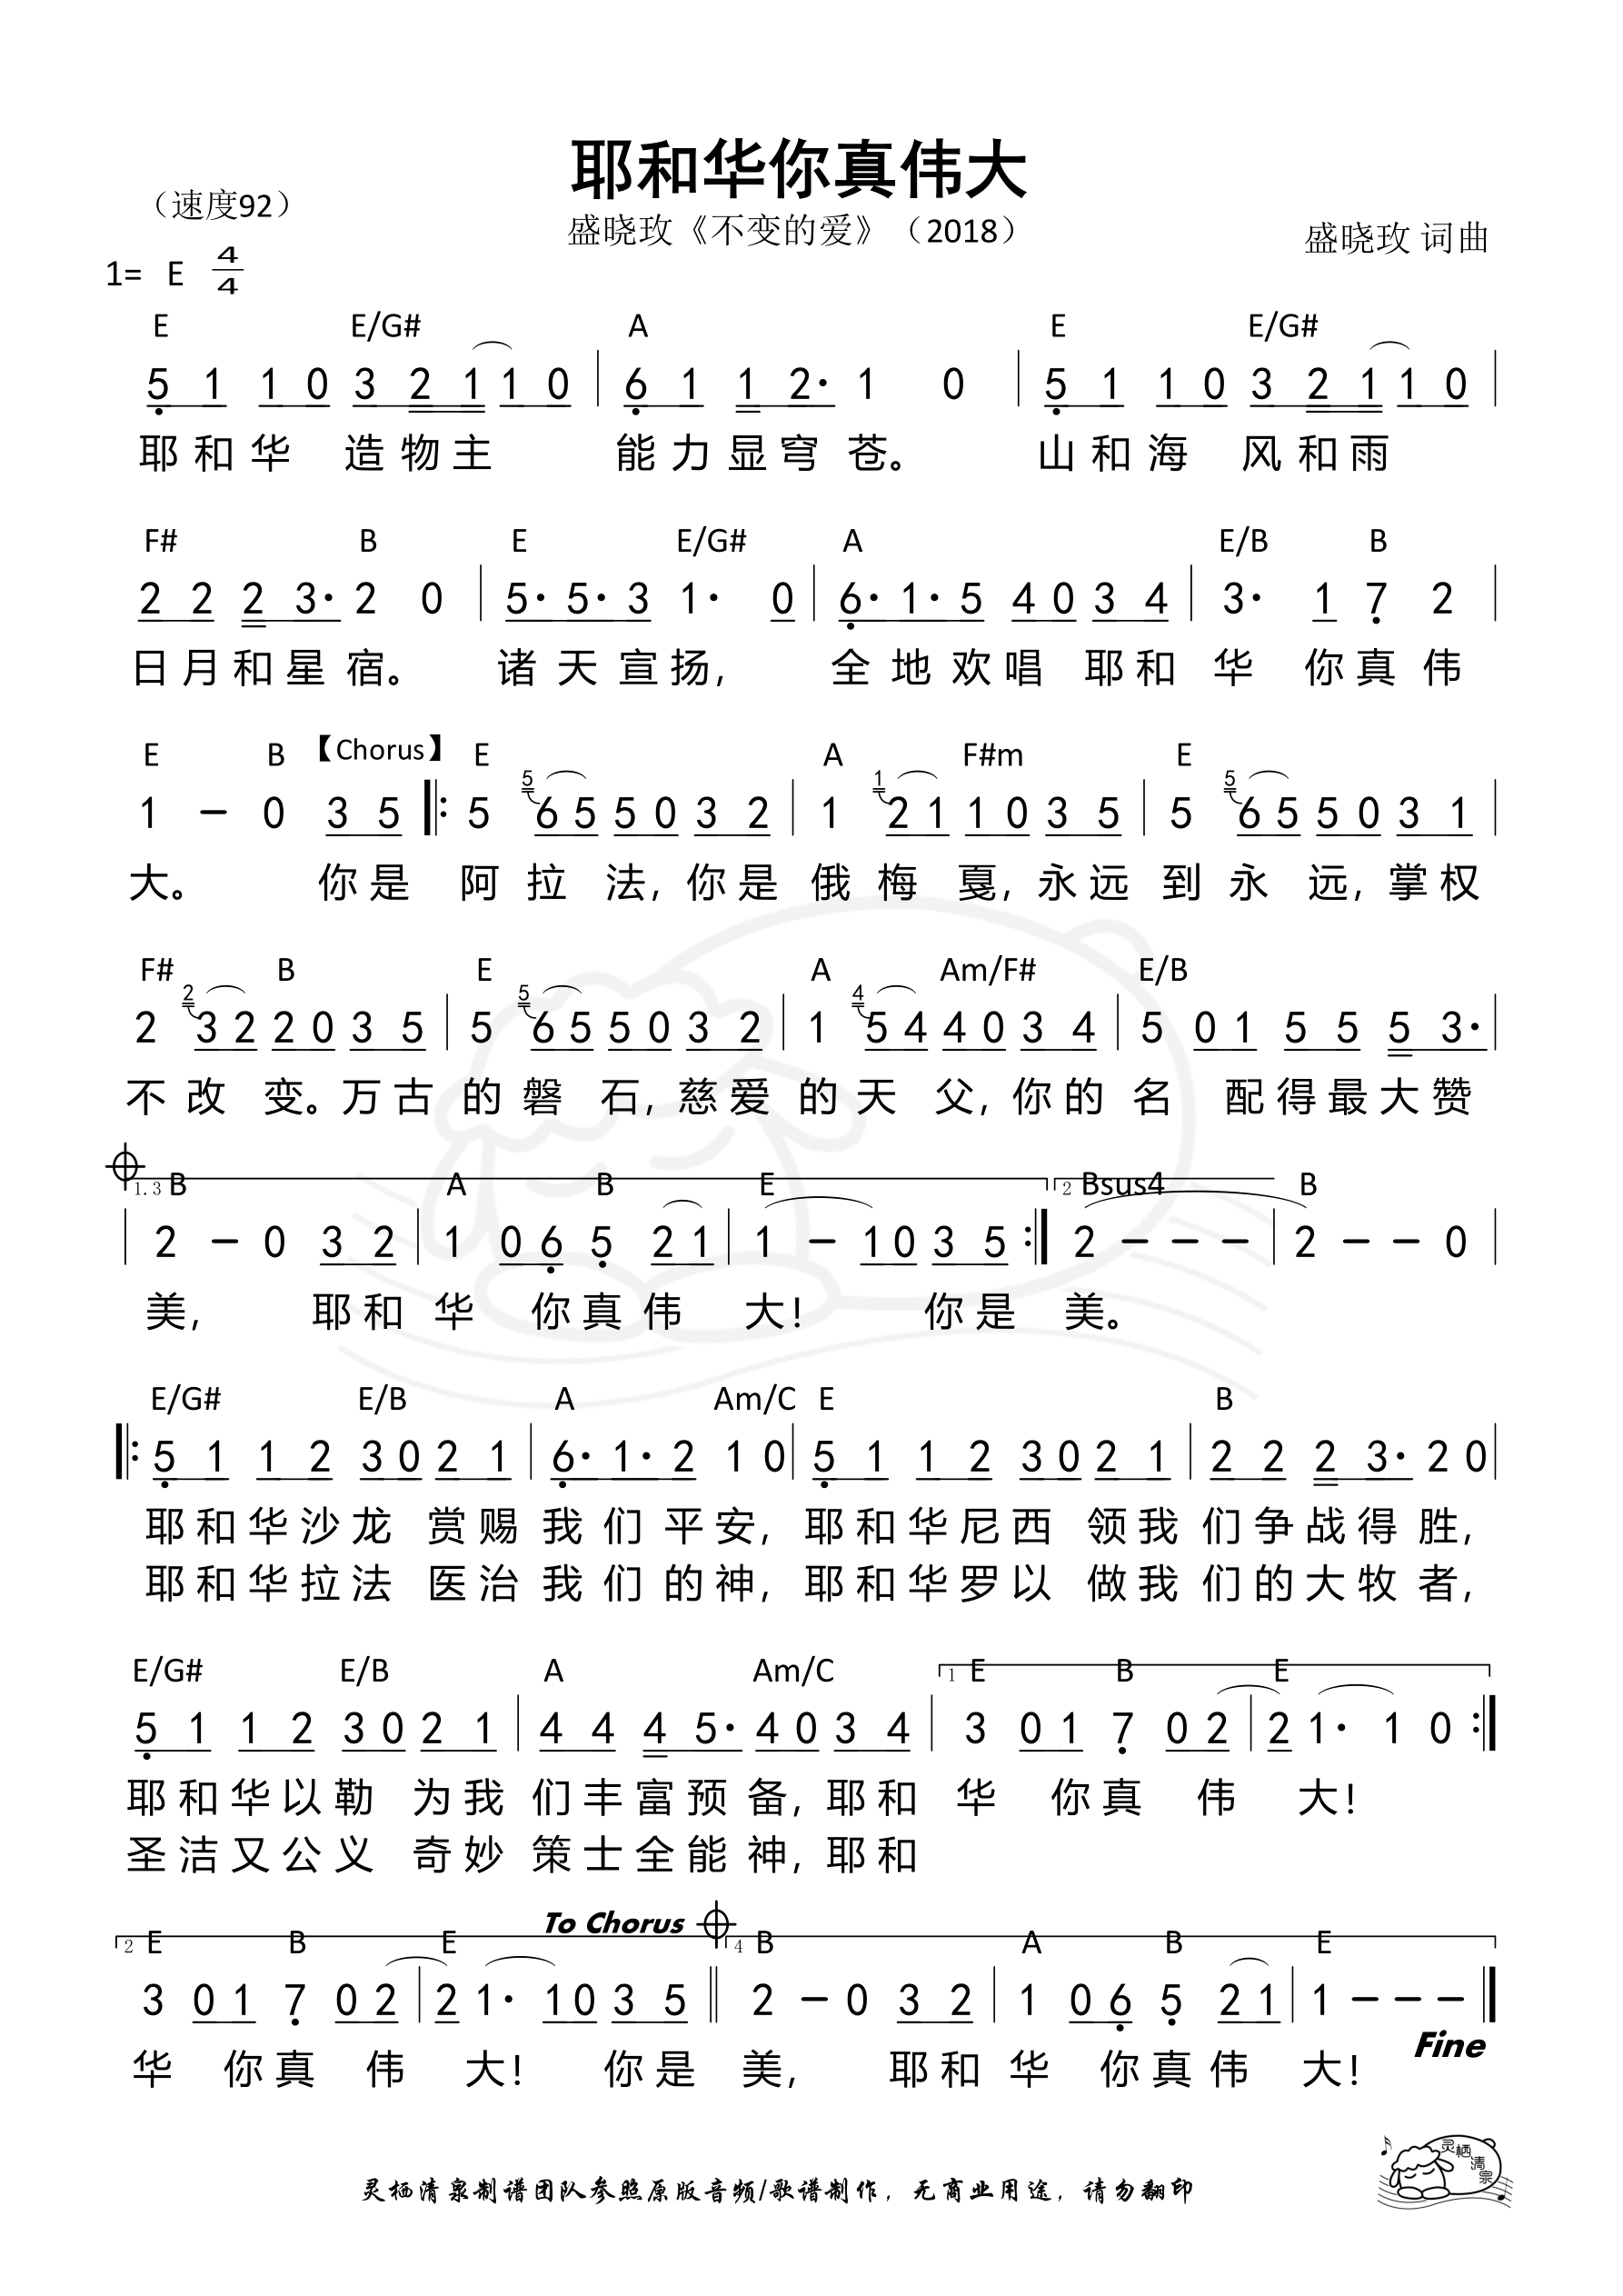 耶和华你真伟大
（速度92）
盛晓玫《不变的爱》（2018）
盛晓玫 词曲
1= E 4/4
E E/G# A E E/G#
5 1 1 0 3 2 1 1 0 | 6 1 1 2· 1 0 | 5 1 1 0 3 2 1 1 0 |
耶和华 造物主 能力显穹苍。 山和海 风和雨
F# B E E/G# A E/B B
2 2 2 3· 2 0 | 5· 5· 3 1· 0 | 6· 1· 5 4 0 3 4 | 3· 1 7 2 |
日月和星宿。 诸天宣扬, 全地欢唱 耶和华 你真伟
E B 【Chorus】 E A F#m E
1 – 0 3 5 |: 5 5 6 5 5 0 3 2 | 1 1 2 1 1 0 3 5 | 5 5 6 5 5 0 3 1 |
大。 你是 阿拉法, 你是俄梅戛, 永远到永远, 掌权
F# B E A Am/F# E/B
2 2 3 2 2 0 3 5 | 5 5 6 5 5 0 3 2 | 1 4 5 4 4 0 3 4 | 5 0 1 5 5 5 3· |
不改变。万古的磐石, 慈爱的天父, 你的名 配得最大赞
1.3 B A B E 2 Bsus4 B
| 2 – 0 3 2 | 1 0 6 5 2 1 | 1 – 1 0 3 5 :| 2 – – – | 2 – – 0 |
美, 耶和华 你真伟大! 你是美。
E/G# E/B A Am/C E B
|: 5 1 1 2 3 0 2 1 | 6· 1· 2 1 0 | 5 1 1 2 3 0 2 1 | 2 2 2 3· 2 0 |
耶和华沙龙 赏赐我们平安, 耶和华尼西 领我们争战得胜,
耶和华拉法 医治我们的神, 耶和华罗以 做我们的大牧者,
E/G# E/B A Am/C 1 E B E
5 1 1 2 3 0 2 1 | 4 4 4 5· 4 0 3 4 | 3 0 1 7 0 2 | 2 1· 1 0 :|
耶和华以勒 为我们丰富预备, 耶和华 你真伟大!
圣洁又公义 奇妙策士全能神, 耶和
To Chorus
2 E B E 4 B A B E
3 0 1 7 0 2 | 2 1· 1 0 3 5 || 2 – 0 3 2 | 1 0 6 5 2 1 | 1 – – – |
Fine
华 你真伟大! 你是美, 耶和华 你真伟大!
灵栖清泉
灵栖清泉制谱团队参照原版音频/歌谱制作，无商业用途，请勿翻印